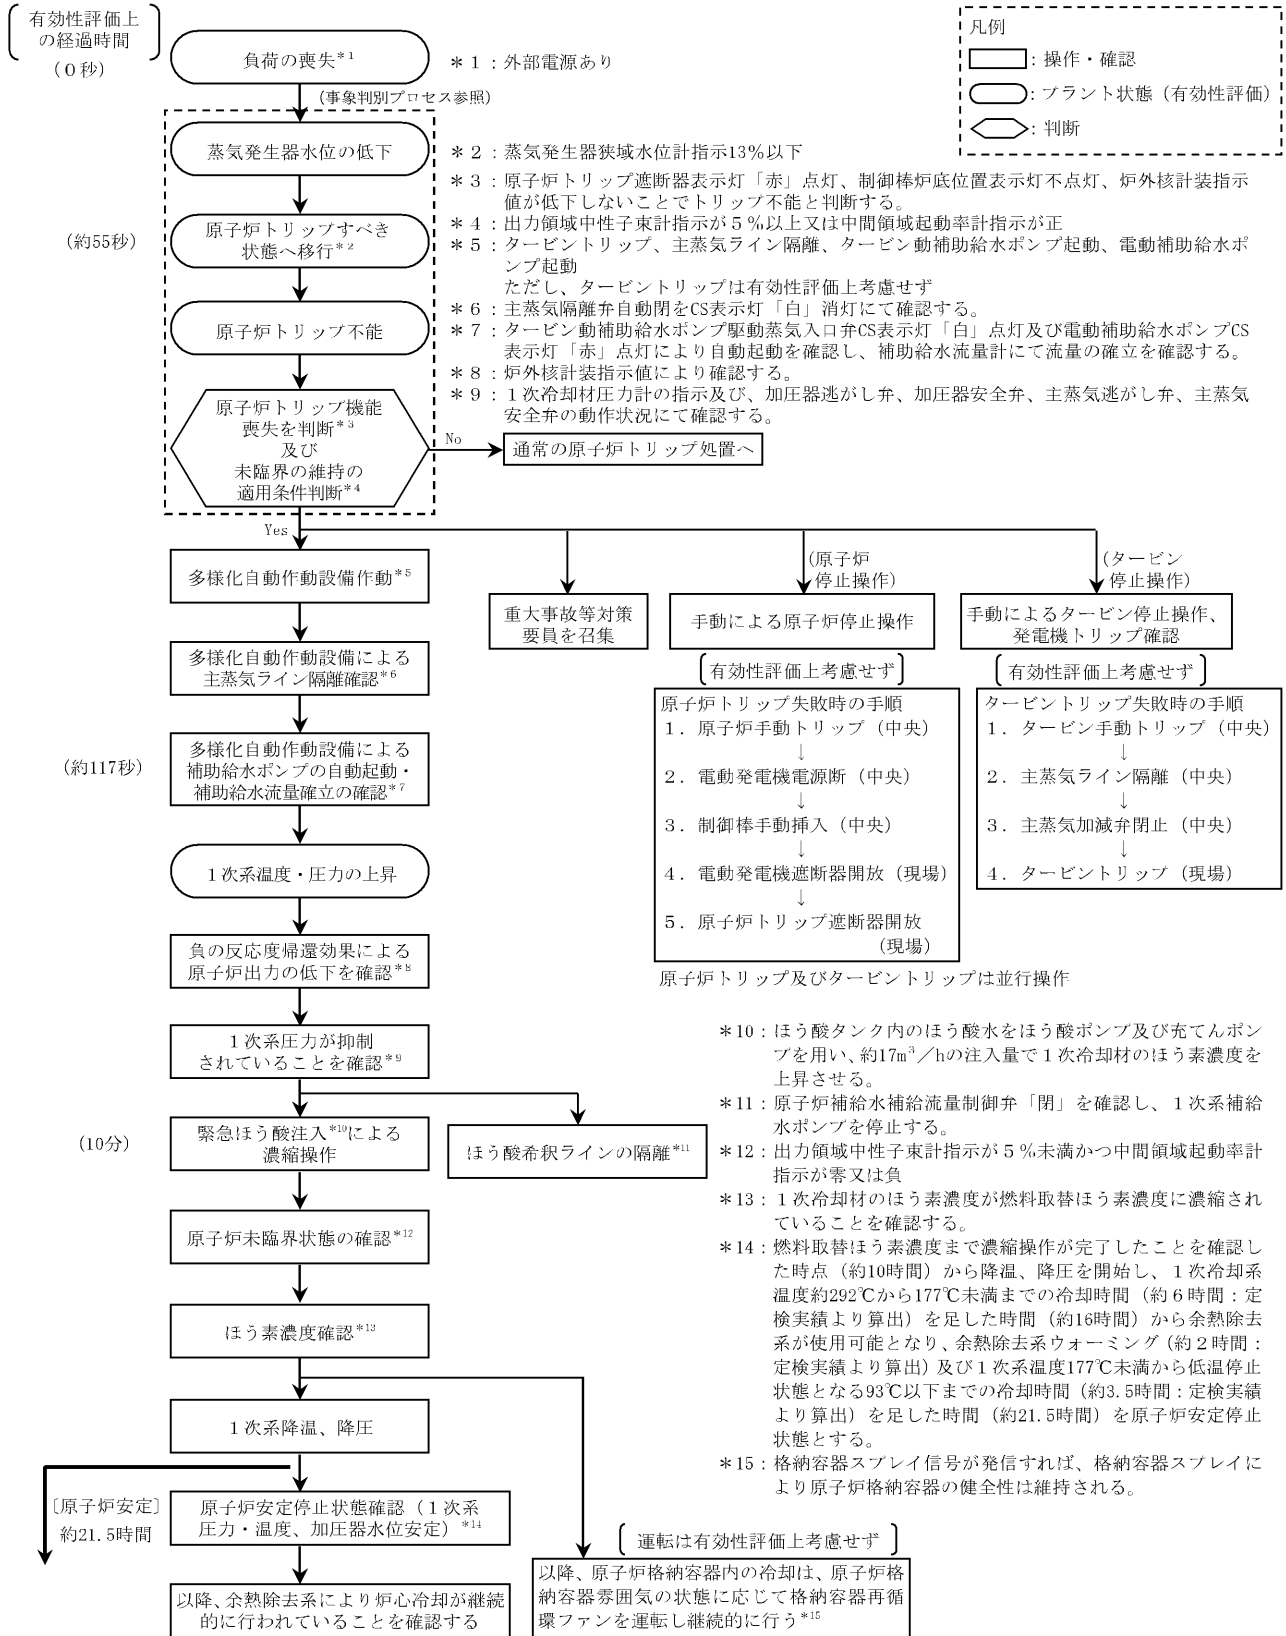 有効性評価上
の経過時間
(0秒)
負荷の喪失*1
*1:外部電源あり
凡例
:操作・確認
:プラント状態(有効性評価)
:判断
(事象判別プロセス参照)
蒸気発生器水位の低下
*2:蒸気発生器狭域水位計指示13%以下
*3:原子炉トリップ遮断器表示灯「赤」点灯、制御棒炉底位置表示灯不点灯、炉外核計装指示
値が低下しないことでトリップ不能と判断する。
*4:出力領域中性子束計指示が5%以上又は中間領域起動率計指示が正
*5:タービントリップ、主蒸気ライン隔離、タービン動補助給水ポンプ起動、電動補助給水ポ
ンプ起動
ただし、タービントリップは有効性評価上考慮せず
*6:主蒸気隔離弁自動閉をCS表示灯「白」消灯にて確認する。
*7:タービン動補助給水ポンプ駆動蒸気入口弁CS表示灯「白」点灯及び電動補助給水ポンプCS
表示灯「赤」点灯により自動起動を確認し、補助給水流量計にて流量の確立を確認する。
*8:炉外核計装指示値により確認する。
*9:1次冷却材圧力計の指示及び、加圧器逃がし弁、加圧器安全弁、主蒸気逃がし弁、主蒸気
安全弁の動作状況にて確認する。
(約55秒)
原子炉トリップすべき
状態へ移行*2
原子炉トリップ不能
原子炉トリップ機能
喪失を判断*3
及び
未臨界の維持の
適用条件判断*4
No
通常の原子炉トリップ処置へ
Yes
多様化自動作動設備作動*5
重大事故等対策
要員を召集
(原子炉
停止操作)
手動による原子炉停止操作
(タービン
停止操作)
手動によるタービン停止操作、
発電機トリップ確認
多様化自動作動設備による
主蒸気ライン隔離確認*6
有効性評価上考慮せず
原子炉トリップ失敗時の手順
1.原子炉手動トリップ(中央)
↓
2.電動発電機電源断(中央)
↓
3.制御棒手動挿入(中央)
↓
4.電動発電機遮断器開放(現場)
↓
5.原子炉トリップ遮断器開放
(現場)
有効性評価上考慮せず
タービントリップ失敗時の手順
1.タービン手動トリップ(中央)
↓
2.主蒸気ライン隔離(中央)
↓
3.主蒸気加減弁閉止(中央)
↓
4.タービントリップ(現場)
原子炉トリップ及びタービントリップは並行操作
(約117秒)
多様化自動作動設備による
補助給水ポンプの自動起動・
補助給水流量確立の確認*7
1次系温度・圧力の上昇
負の反応度帰還効果による
原子炉出力の低下を確認*8
1次系圧力が抑制
されていることを確認*9
(10分)
緊急ほう酸注入*10による
濃縮操作
ほう酸希釈ラインの隔離*11
原子炉未臨界状態の確認*12
ほう素濃度確認*13
1次系降温、降圧
*10:ほう酸タンク内のほう酸水をほう酸ポンプ及び充てんポン
プを用い、約17m³/hの注入量で1次冷却材のほう素濃度を
上昇させる。
*11:原子炉補給水補給流量制御弁「閉」を確認し、1次系補給
水ポンプを停止する。
*12:出力領域中性子束計指示が5%未満かつ中間領域起動率計
指示が零又は負
*13:1次冷却材のほう素濃度が燃料取替ほう素濃度に濃縮され
ていることを確認する。
*14:燃料取替ほう素濃度まで濃縮操作が完了したことを確認し
た時点(約10時間)から降温、降圧を開始し、1次冷却系
温度約292℃から177℃未満までの冷却時間(約6時間:定
検実績より算出)を足した時間(約16時間)から余熱除去
系が使用可能となり、余熱除去系ウォーミング(約2時間:
定検実績より算出)及び1次系温度177℃未満から低温停止
状態となる93℃以下までの冷却時間(約3.5時間:定検実績
より算出)を足した時間(約21.5時間)を原子炉安定停止
状態とする。
*15:格納容器スプレイ信号が発信すれば、格納容器スプレイに
より原子炉格納容器の健全性は維持される。
〔原子炉安定〕
約21.5時間
原子炉安定停止状態確認(1次系
圧力・温度、加圧器水位安定)*14
以降、余熱除去系により炉心冷却が継続
的に行われていることを確認する
運転は有効性評価上考慮せず
以降、原子炉格納容器内の冷却は、原子炉格
納容器雰囲気の状態に応じて格納容器再循
環ファンを運転し継続的に行う*15